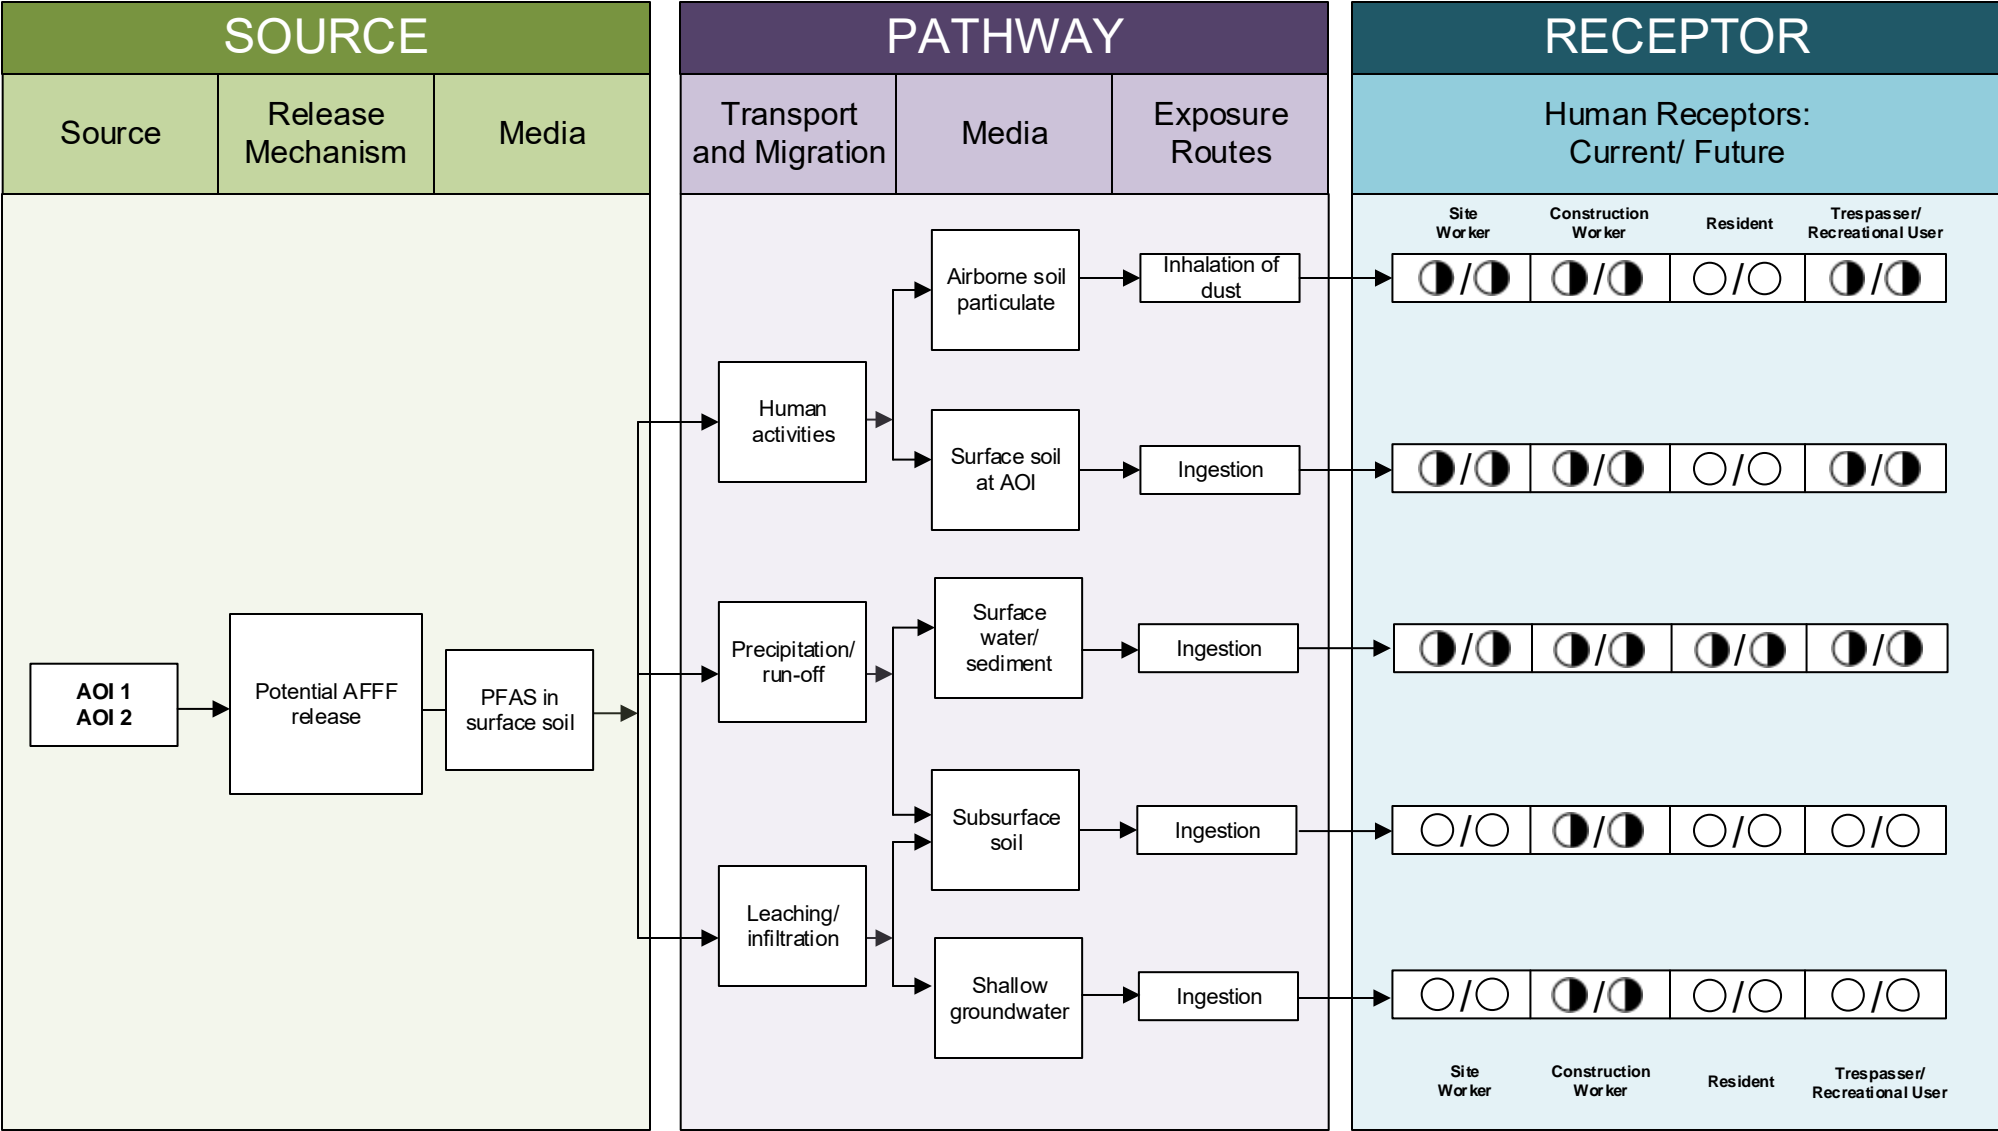 SOURCE
PATHWAY
RECEPTOR
Source
Release
Mechanism
Media
Transport
and Migration
Media
Exposure
Routes
Human Receptors:
Current/ Future
Site
Worker
Construction
Worker
Resident
Trespasser/
Recreational User
Airborne soil
particulate
Inhalation of
dust
/
/
/
/
Human
activities
Surface soil
at AOI
Ingestion
/
/
/
/
Precipitation/
run-off
Surface
water/
sediment
Ingestion
/
/
/
/
AOI 1
AOI 2
Potential AFFF
release
PFAS in
surface soil
Subsurface
soil
Ingestion
/
/
/
/
Leaching/
infiltration
Shallow
groundwater
Ingestion
/
/
/
/
Site
Worker
Construction
Worker
Resident
Trespasser/
Recreational User